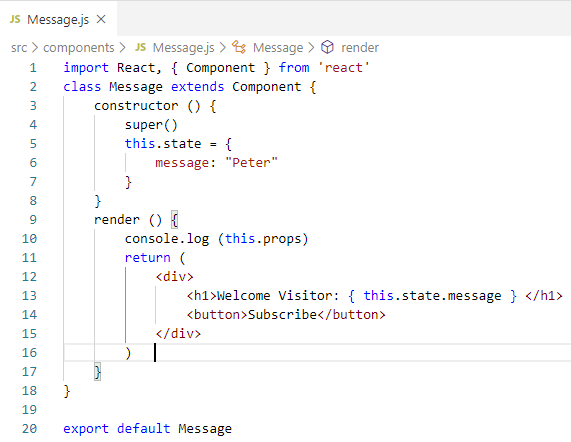 JS Message.js ×
src > components > JS Message.js > Message > render
1 import React, { Component } from 'react'
2 class Message extends Component {
3     constructor () {
4         super()
5         this.state = {
6             message: "Peter"
7         }
8     }
9     render () {
10         console.log (this.props)
11         return (
12             <div>
13                 <h1>Welcome Visitor: { this.state.message } </h1>
14                 <button>Subscribe</button>
15             </div>
16         )
17     }
18 }
19
20 export default Message